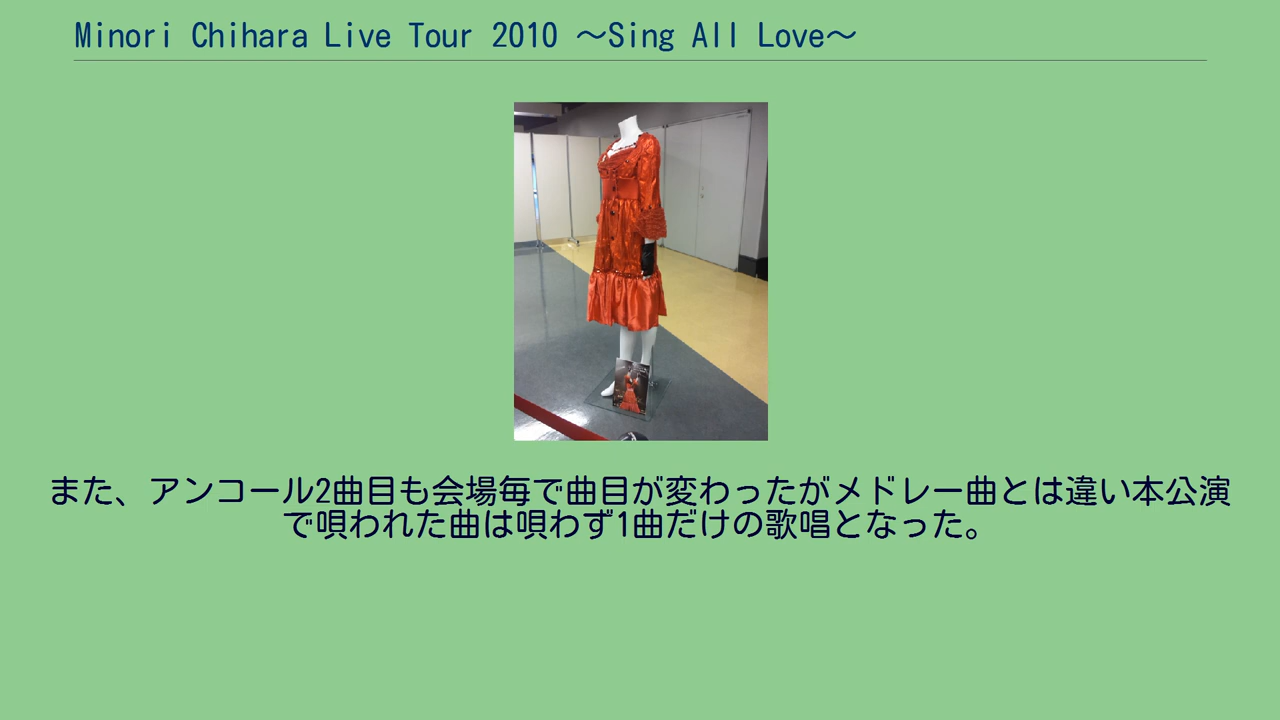 Minori Chihara Live Tour 2010 ～Sing All Love～
また、アンコール2曲目も会場毎で曲目が変わったがメドレー曲とは違い本公演
で唄われた曲は唄わず1曲だけの歌唱となった。